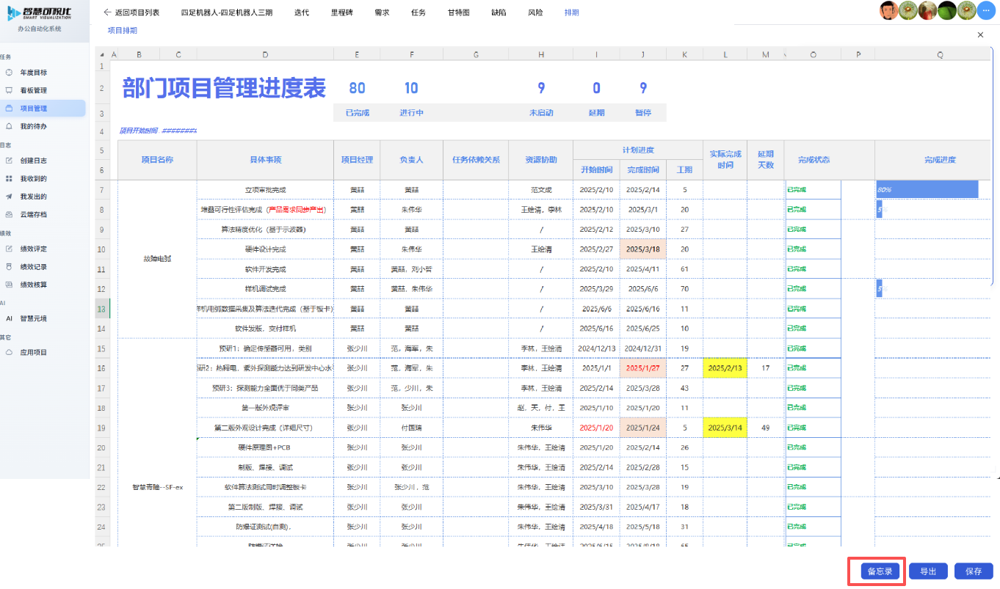 智慧可视化
SMART VISUALIZATION
办公自动化系统
任务
年度目标
看板管理
项目管理
我的待办
日志
创建日志
我收到的
我发出的
云端存档
绩效
绩效评定
绩效记录
绩效核算
AI
AI 智慧元境
其它
应用项目
返回项目列表 四足机器人-四足机器人三期 迭代 里程碑 需求 任务 甘特图 缺陷 风险 排期
项目排期
A B C D E F G H I J K L M O P Q
1
2 部门项目管理进度表 80 10 9 0 9
3 已完成 进行中 未启动 延期 暂停
4 项目开始时间 ########
5 项目名称 具体事项 项目经理 负责人 任务依赖关系 资源协助 计划进度 实际完成时间 延期天数 完成状态 完成进度
6 开始时间 完成时间 工期
7 立项审批完成 黄喆 黄喆 范文成 2025/2/10 2025/2/14 5 已完成 80%
8 堆叠可行性评估完成（产品需求同步产出） 黄喆 朱伟华 王绘清，李林 2025/2/10 2025/3/1 20 已完成 5
9 算法精度优化（基于示波器） 黄喆 黄喆 / 2025/2/12 2025/3/10 27 已完成
10 硬件设计完成 黄喆 朱伟华 王绘清 2025/2/27 2025/3/18 20 已完成
故障电弧
11 软件开发完成 黄喆 黄喆，刘小哲 / 2025/2/10 2025/4/11 61 已完成
12 样机调试完成 黄喆 黄喆，朱伟华 / 2025/3/29 2025/6/6 70 已完成 5
13 样机电弧数据采集及算法迭代完成（基于板卡） 黄喆 黄喆 / 2025/6/6 2025/6/16 11 已完成
14 软件发版，交付样机 黄喆 黄喆 / 2025/6/16 2025/6/25 10 已完成
15 预研1：确定传感器可用，类别 张少川 范，海军，朱 李林，王绘清 2024/12/13 2024/12/31 19 已完成
16 预研2：热释电、紫外探测能力达到研发中心水 张少川 范，海军，朱 李林，王绘清 2025/1/1 2025/1/27 27 2025/2/13 17 已完成
17 预研3：探测能力全面优于同类产品 张少川 范，少川，朱 李林，王绘清 2025/2/14 2025/3/28 43 已完成
18 第一版外观评审 张少川 张少川 赵，天，付，王 2025/1/10 2025/1/20 11 已完成
19 第二版外观设计完成（详细尺寸） 张少川 付国瑞 朱伟华 2025/1/20 2025/1/24 5 2025/3/14 49 已完成
20 硬件原理图+PCB 张少川 张少川 朱伟华，王绘清 2025/1/20 2025/2/14 26 已完成
21 制版、焊接、调试 张少川 张少川 朱伟华，王绘清 2025/2/14 2025/2/28 15 已完成
22 智慧青瞳--SF-ex 软件算法测试同时调整板卡 张少川 张少川，范 朱伟华，王绘清 2025/3/10 2025/3/28 19 已完成
23 第二版制版、焊接、调试 张少川 张少川 朱伟华，王绘清 2025/3/31 2025/4/17 18 已完成
24 防爆证测试(自测)， 张少川 张少川 朱伟华，王绘清 2025/4/18 2025/5/18 31 已完成
备忘录 导出 保存